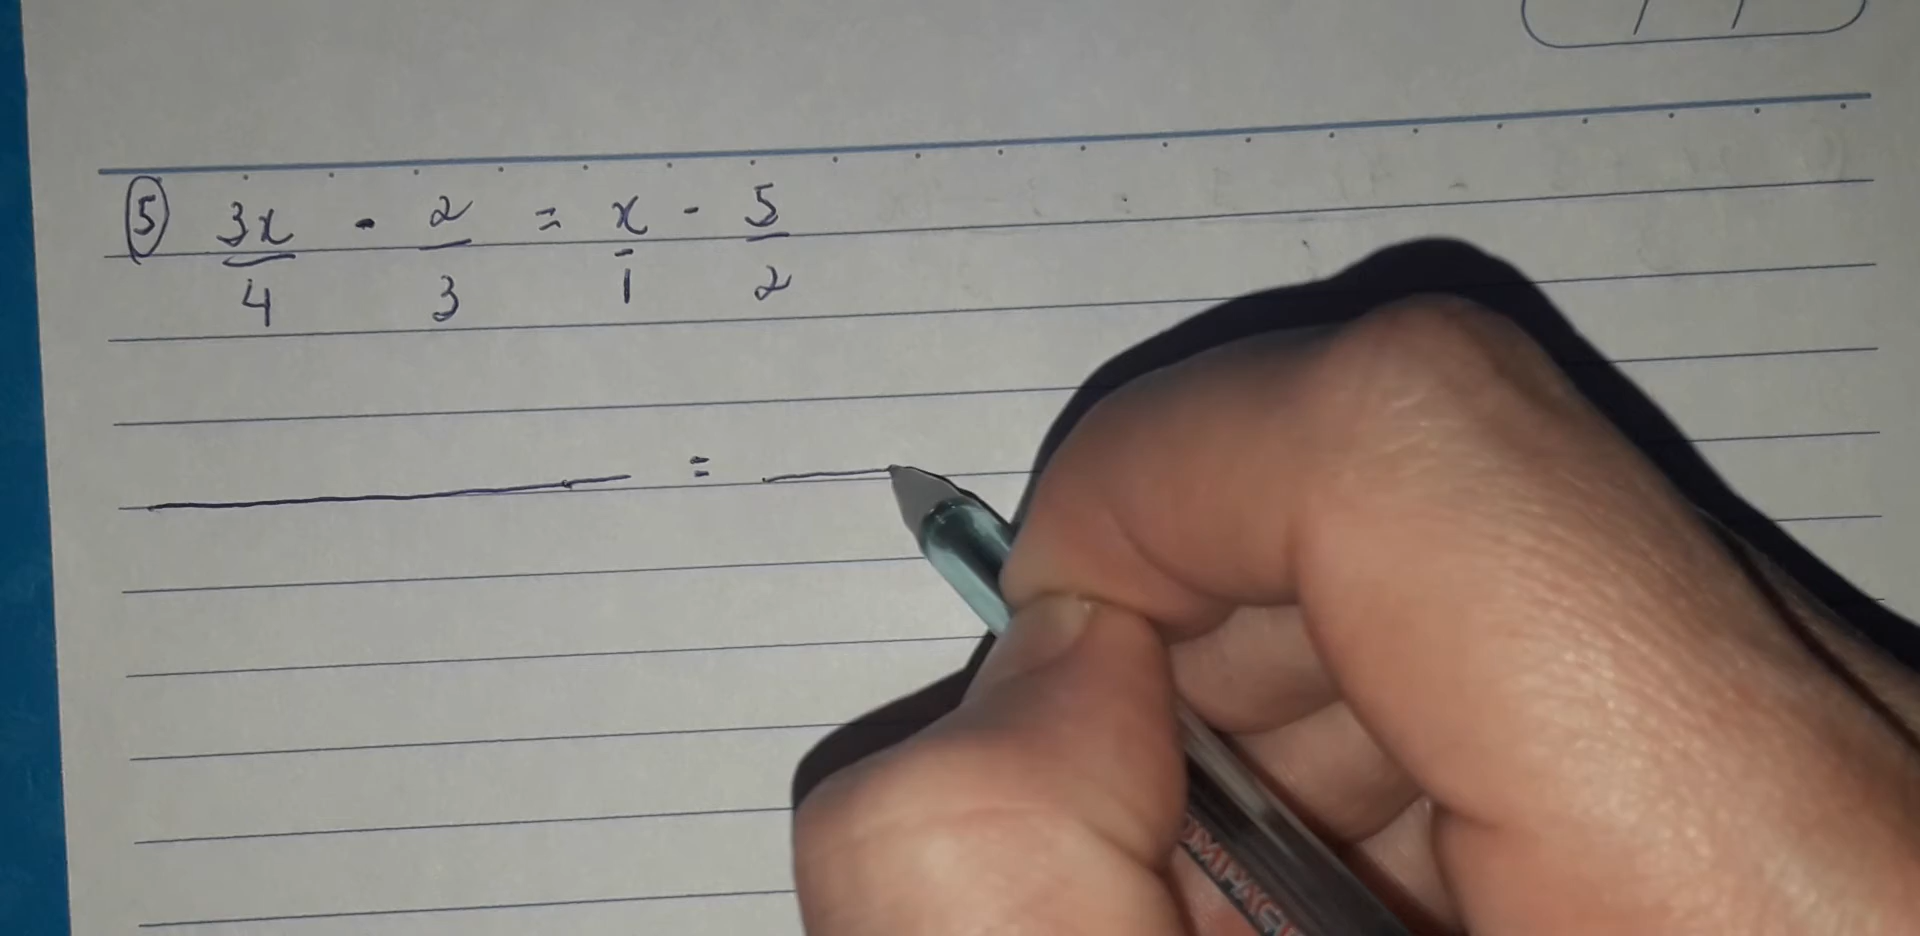 5 3x/4 - 2/3 = x/1 - 5/2
=